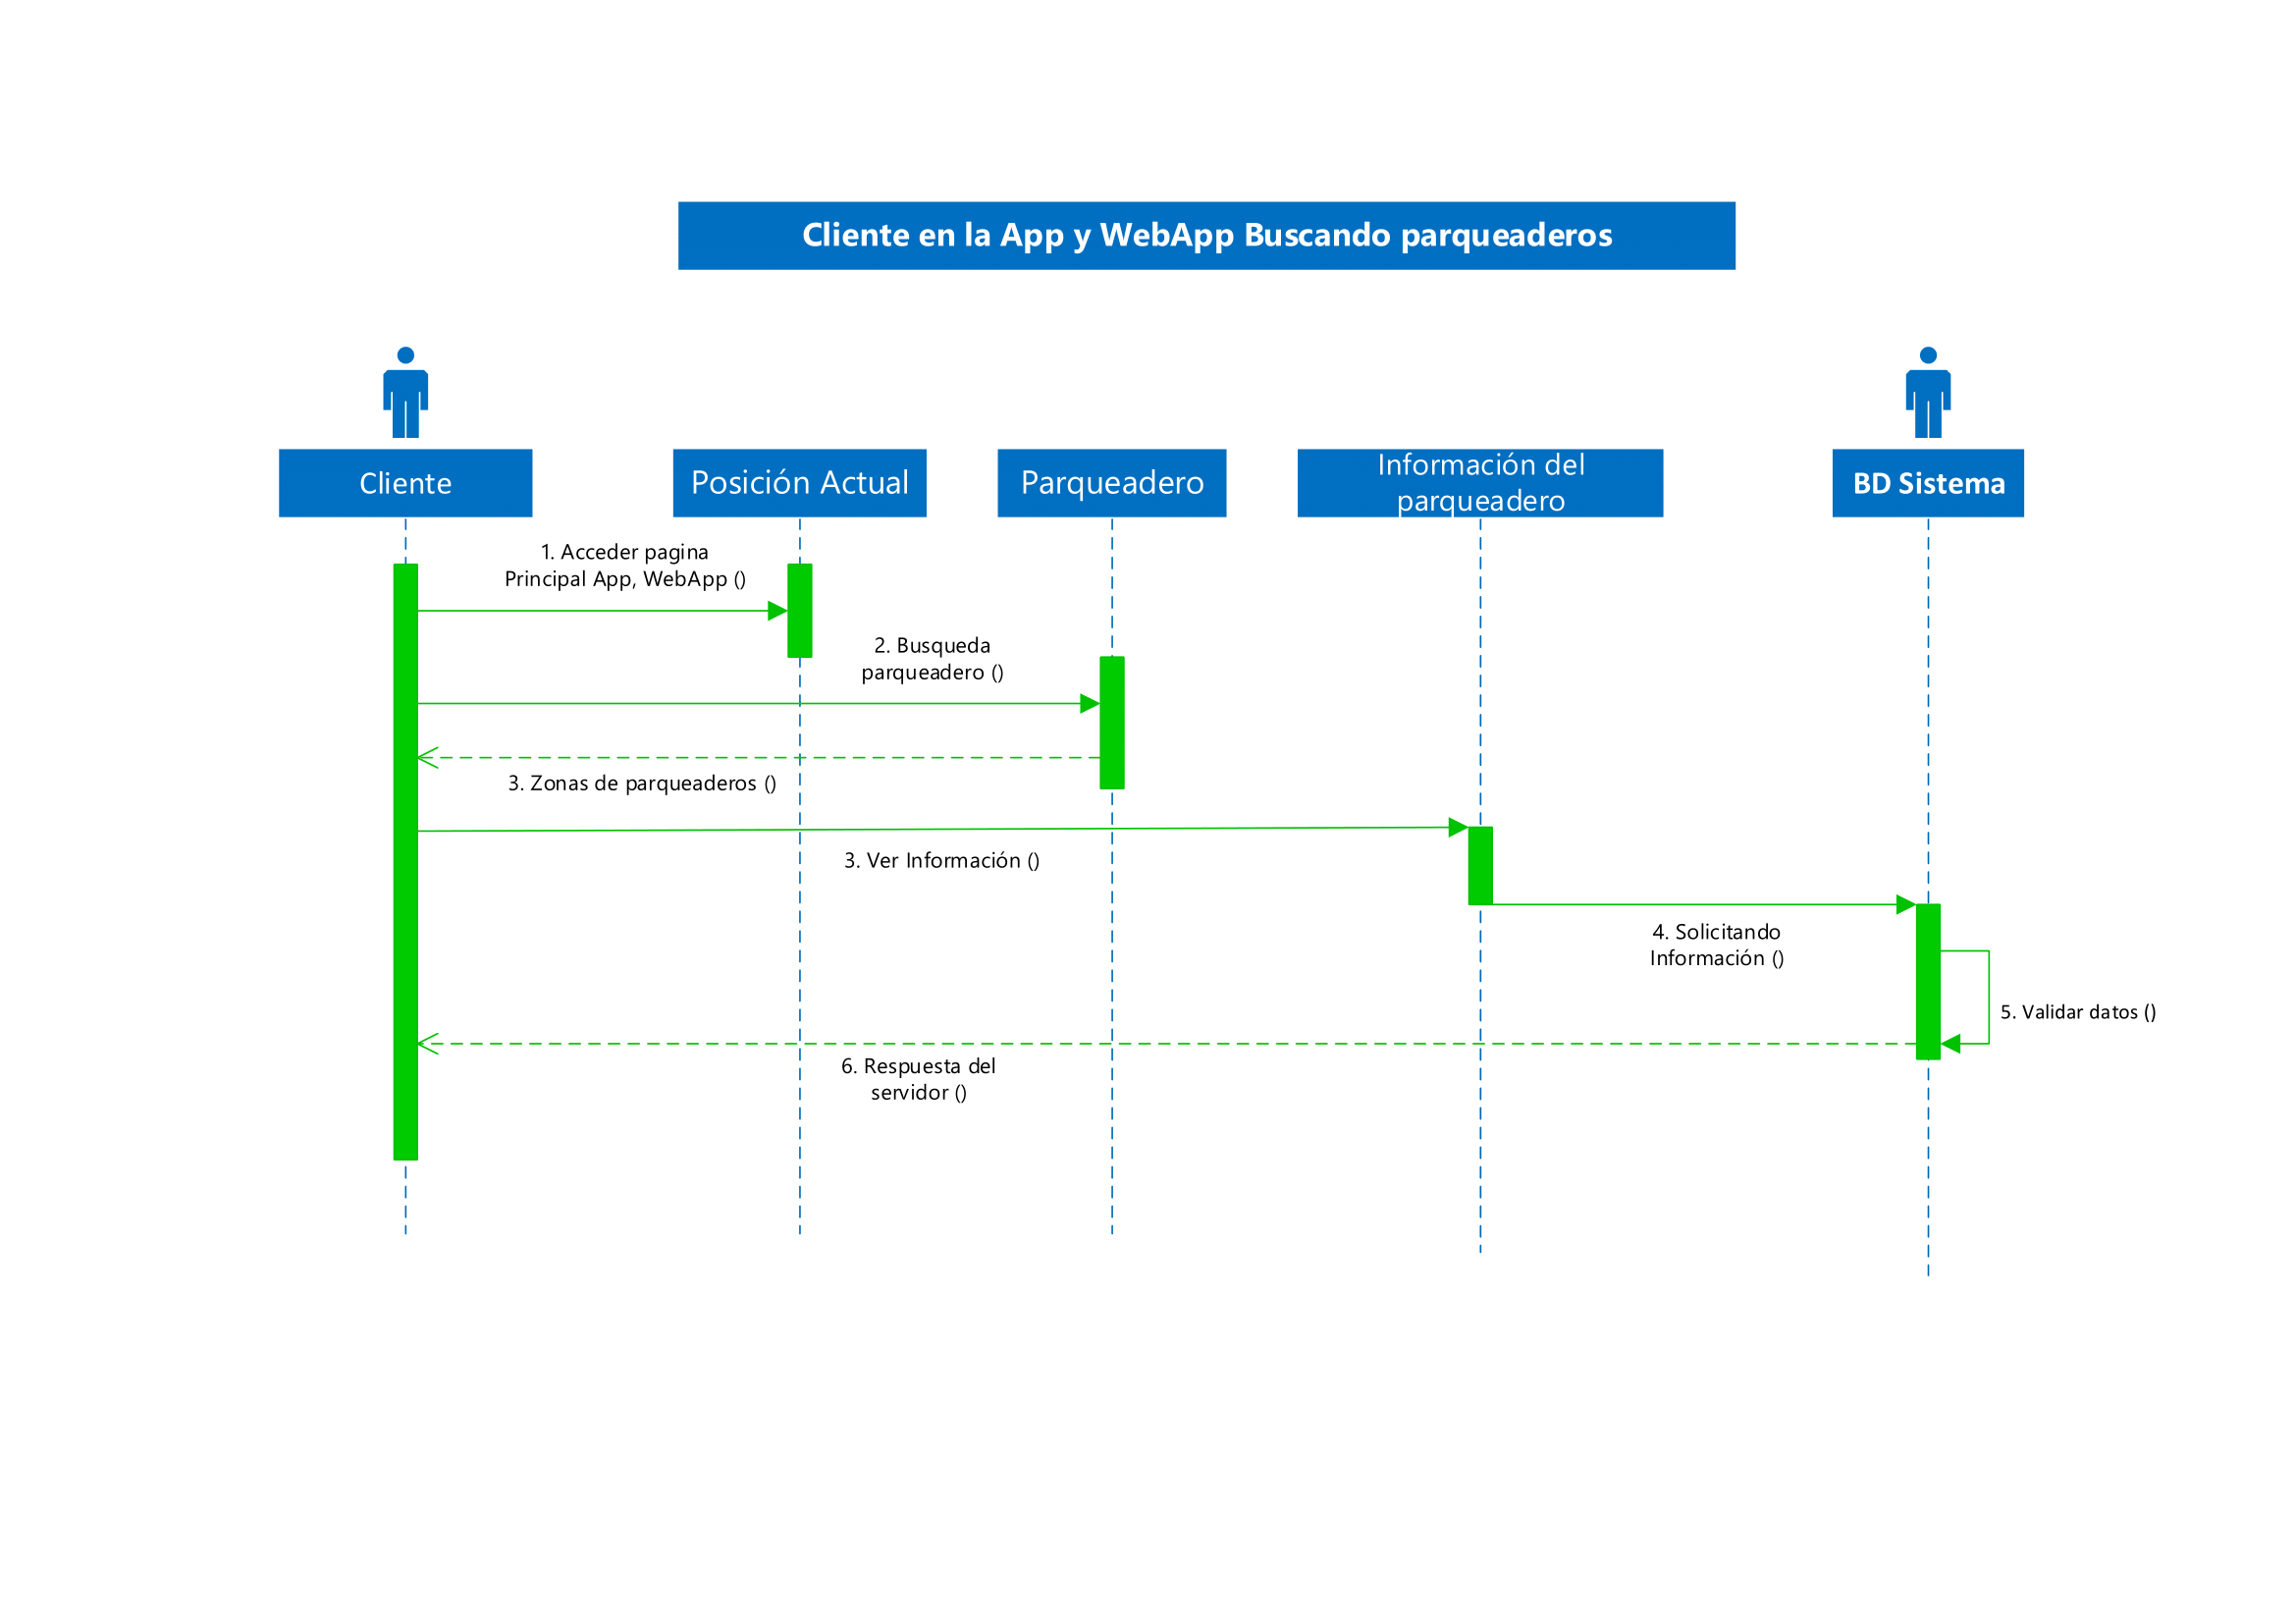 Cliente en la App y WebApp Buscando parqueaderos
Cliente
Posición Actual
Parqueadero
Información del
parqueadero
BD Sistema
1. Acceder pagina
Principal App, WebApp ()
2. Busqueda
parqueadero ()
3. Zonas de parqueaderos ()
3. Ver Información ()
4. Solicitando
Información ()
5. Validar datos ()
6. Respuesta del
servidor ()